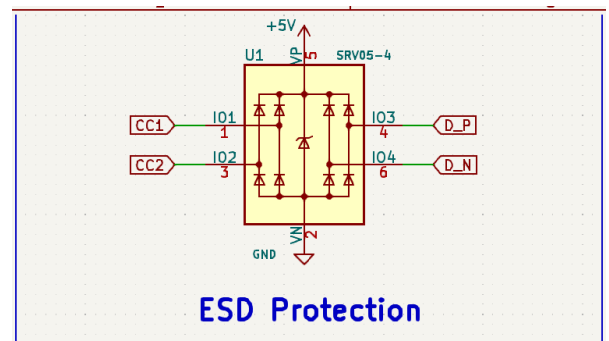 +5V
U1 VP 5 SRV05-4
CC1 IO1 1 IO3 4 D_P
CC2 IO2 3 IO4 6 D_N
VN 2
GND
ESD Protection